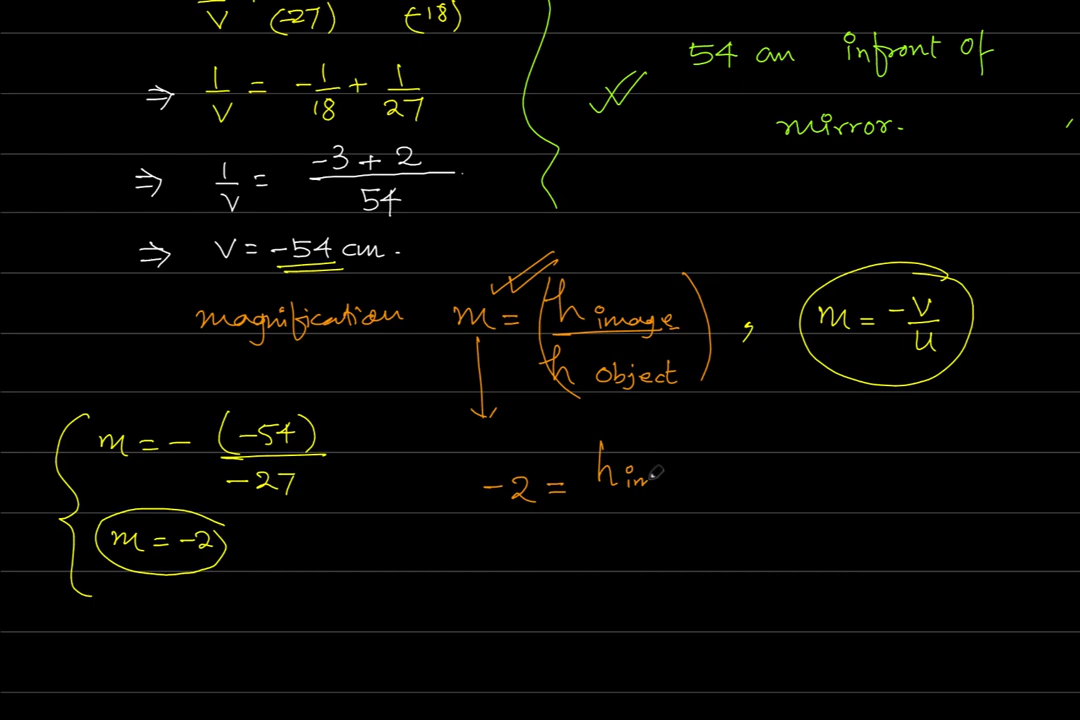 1/V (-27) (-18)
⇒ 1/V = -1/18 + 1/27
⇒ 1/V = (-3 + 2)/54
⇒ V = -54 cm.
54 cm infront of
mirror.
magnification m = (h image / h object) , m = -V/u
m = - (-54)/-27
m = -2
-2 = h im